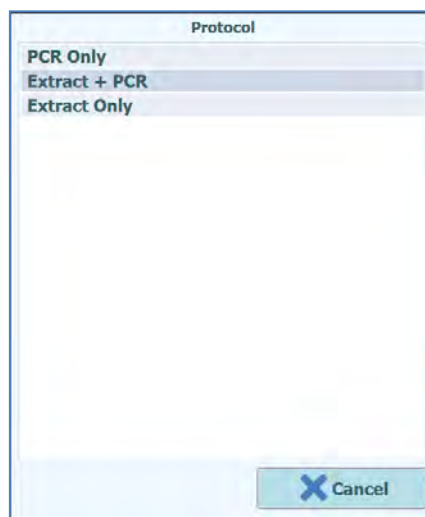 Protocol
PCR Only
Extract + PCR
Extract Only
Cancel